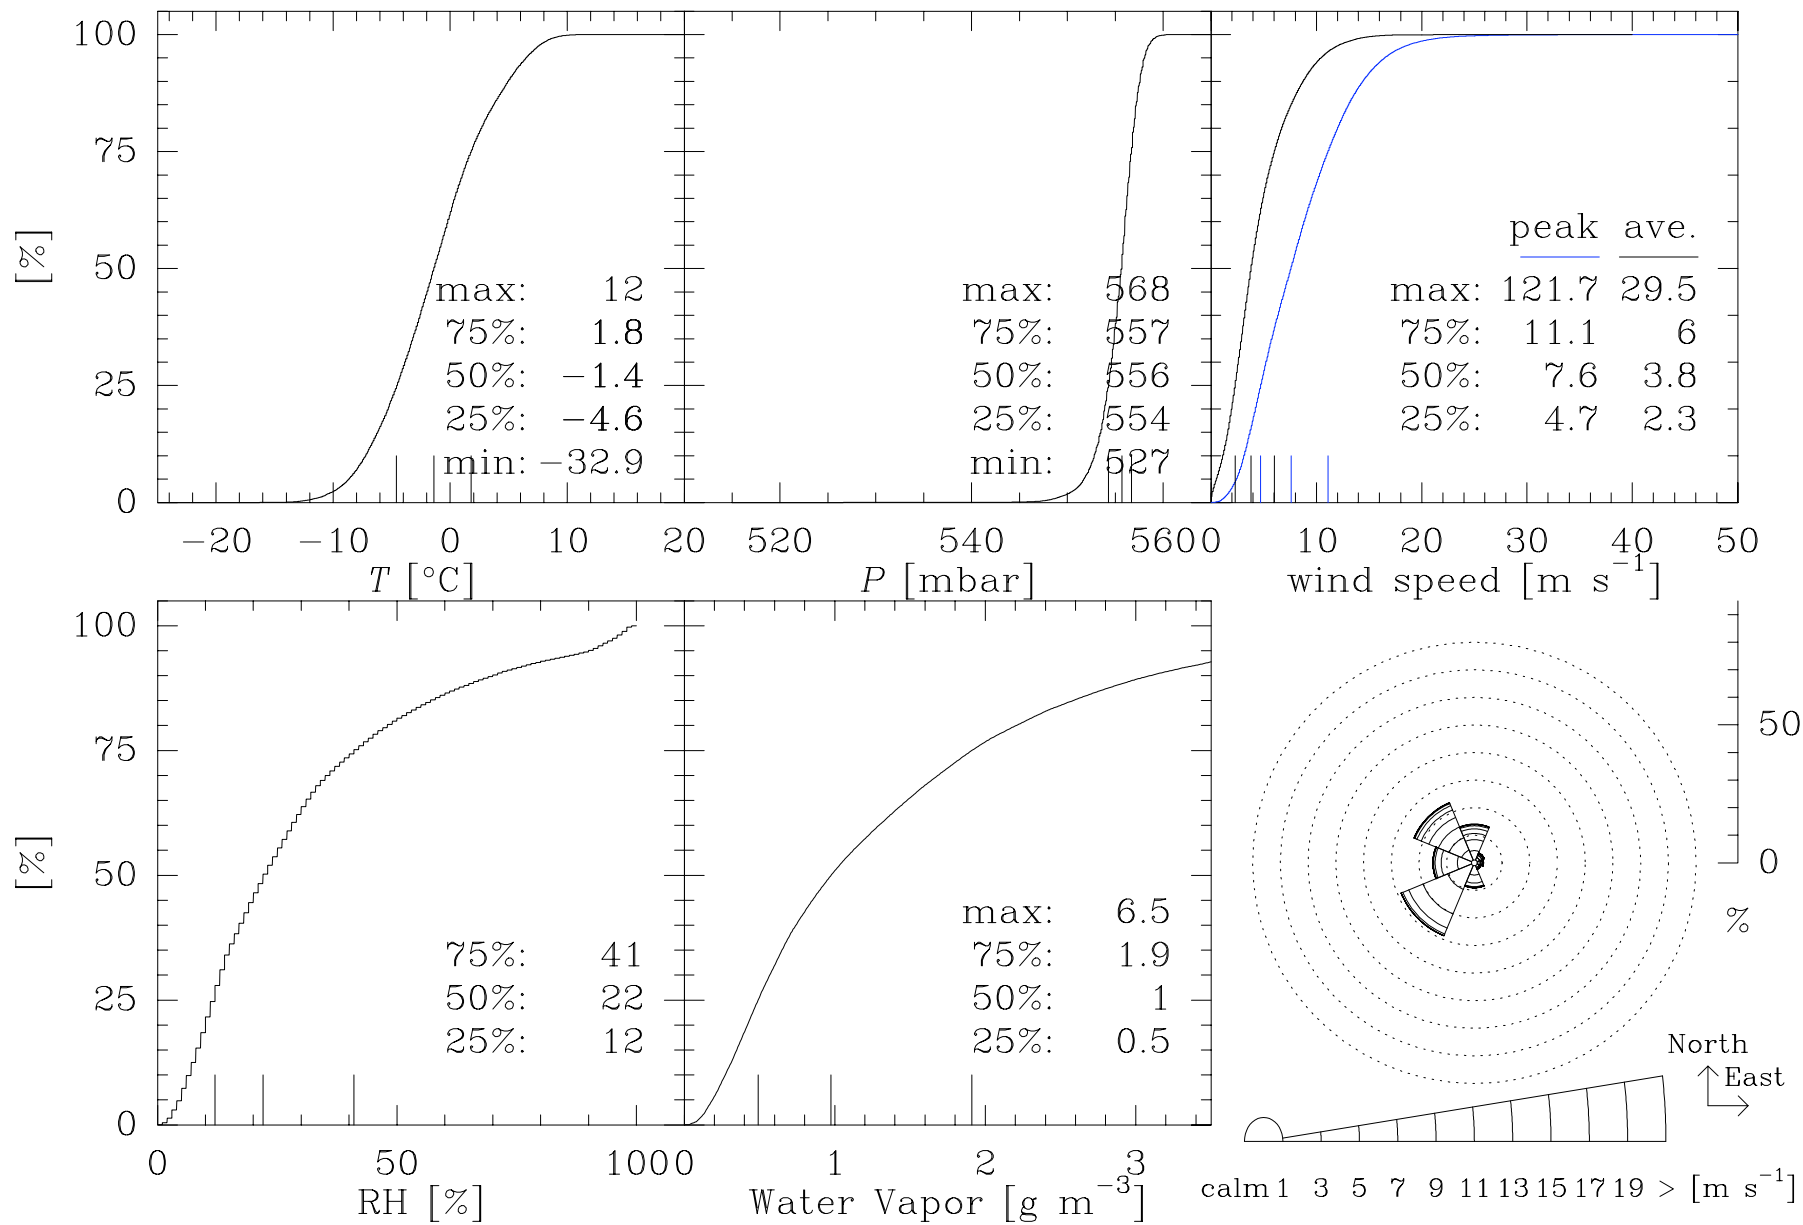 100
75
50
25
0
[%]
max: 12
75%: 1.8
50%: −1.4
25%: −4.6
min: −32.9
−20 −10 0 10 20
T [°C]
max: 568
75%: 557
50%: 556
25%: 554
min: 527
520 540 560
P [mbar]
peak ave.
max: 121.7 29.5
75%: 11.1 6
50%: 7.6 3.8
25%: 4.7 2.3
0 10 20 30 40 50
wind speed [m s−1]
100
75
50
25
0
[%]
75%: 41
50%: 22
25%: 12
0 50 100
RH [%]
max: 6.5
75%: 1.9
50%: 1
25%: 0.5
0 1 2 3
Water Vapor [g m−3]
50
0
%
North
East
calm 1 3 5 7 9 11 13 15 17 19 > [m s−1]